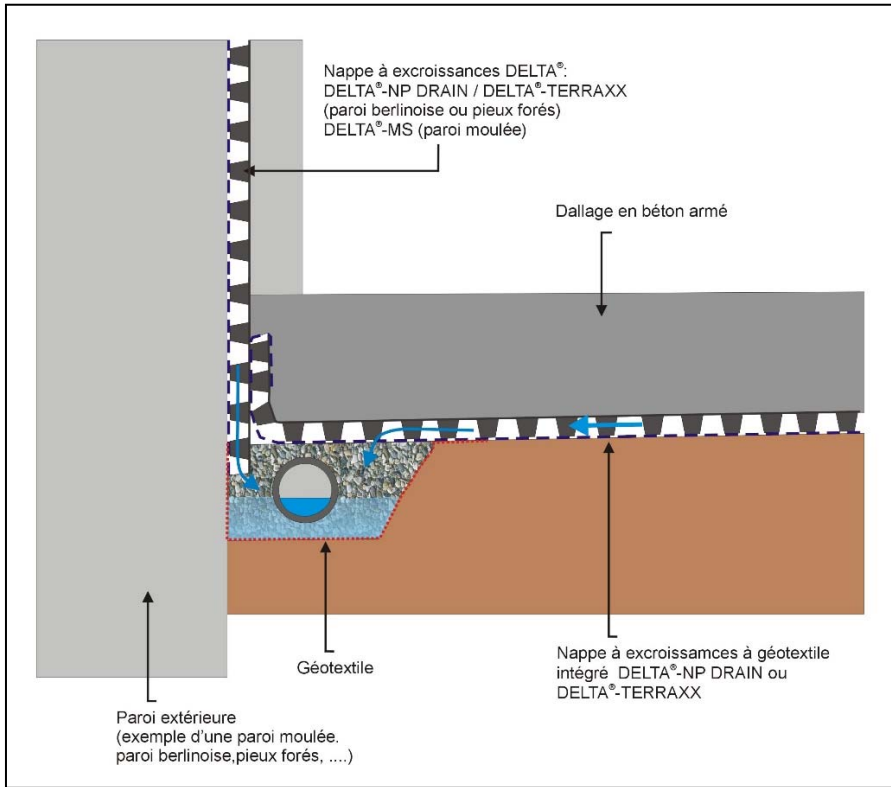 Nappe à excroissances DELTA®:
DELTA®-NP DRAIN / DELTA®-TERRAXX
(paroi berlinoise ou pieux forés)
DELTA®-MS (paroi moulée)
Dallage en béton armé
Géotextile
Nappe à excroissamces à géotextile
intégré DELTA®-NP DRAIN ou
DELTA®-TERRAXX
Paroi extérieure
(exemple d'une paroi moulée.
paroi berlinoise,pieux forés, ....)